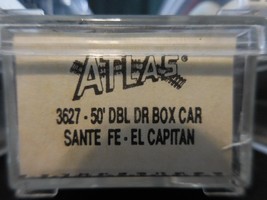 ATLAS®
3627 - 50' DBL DR BOX CAR
SANTE FE - EL CAPITAN